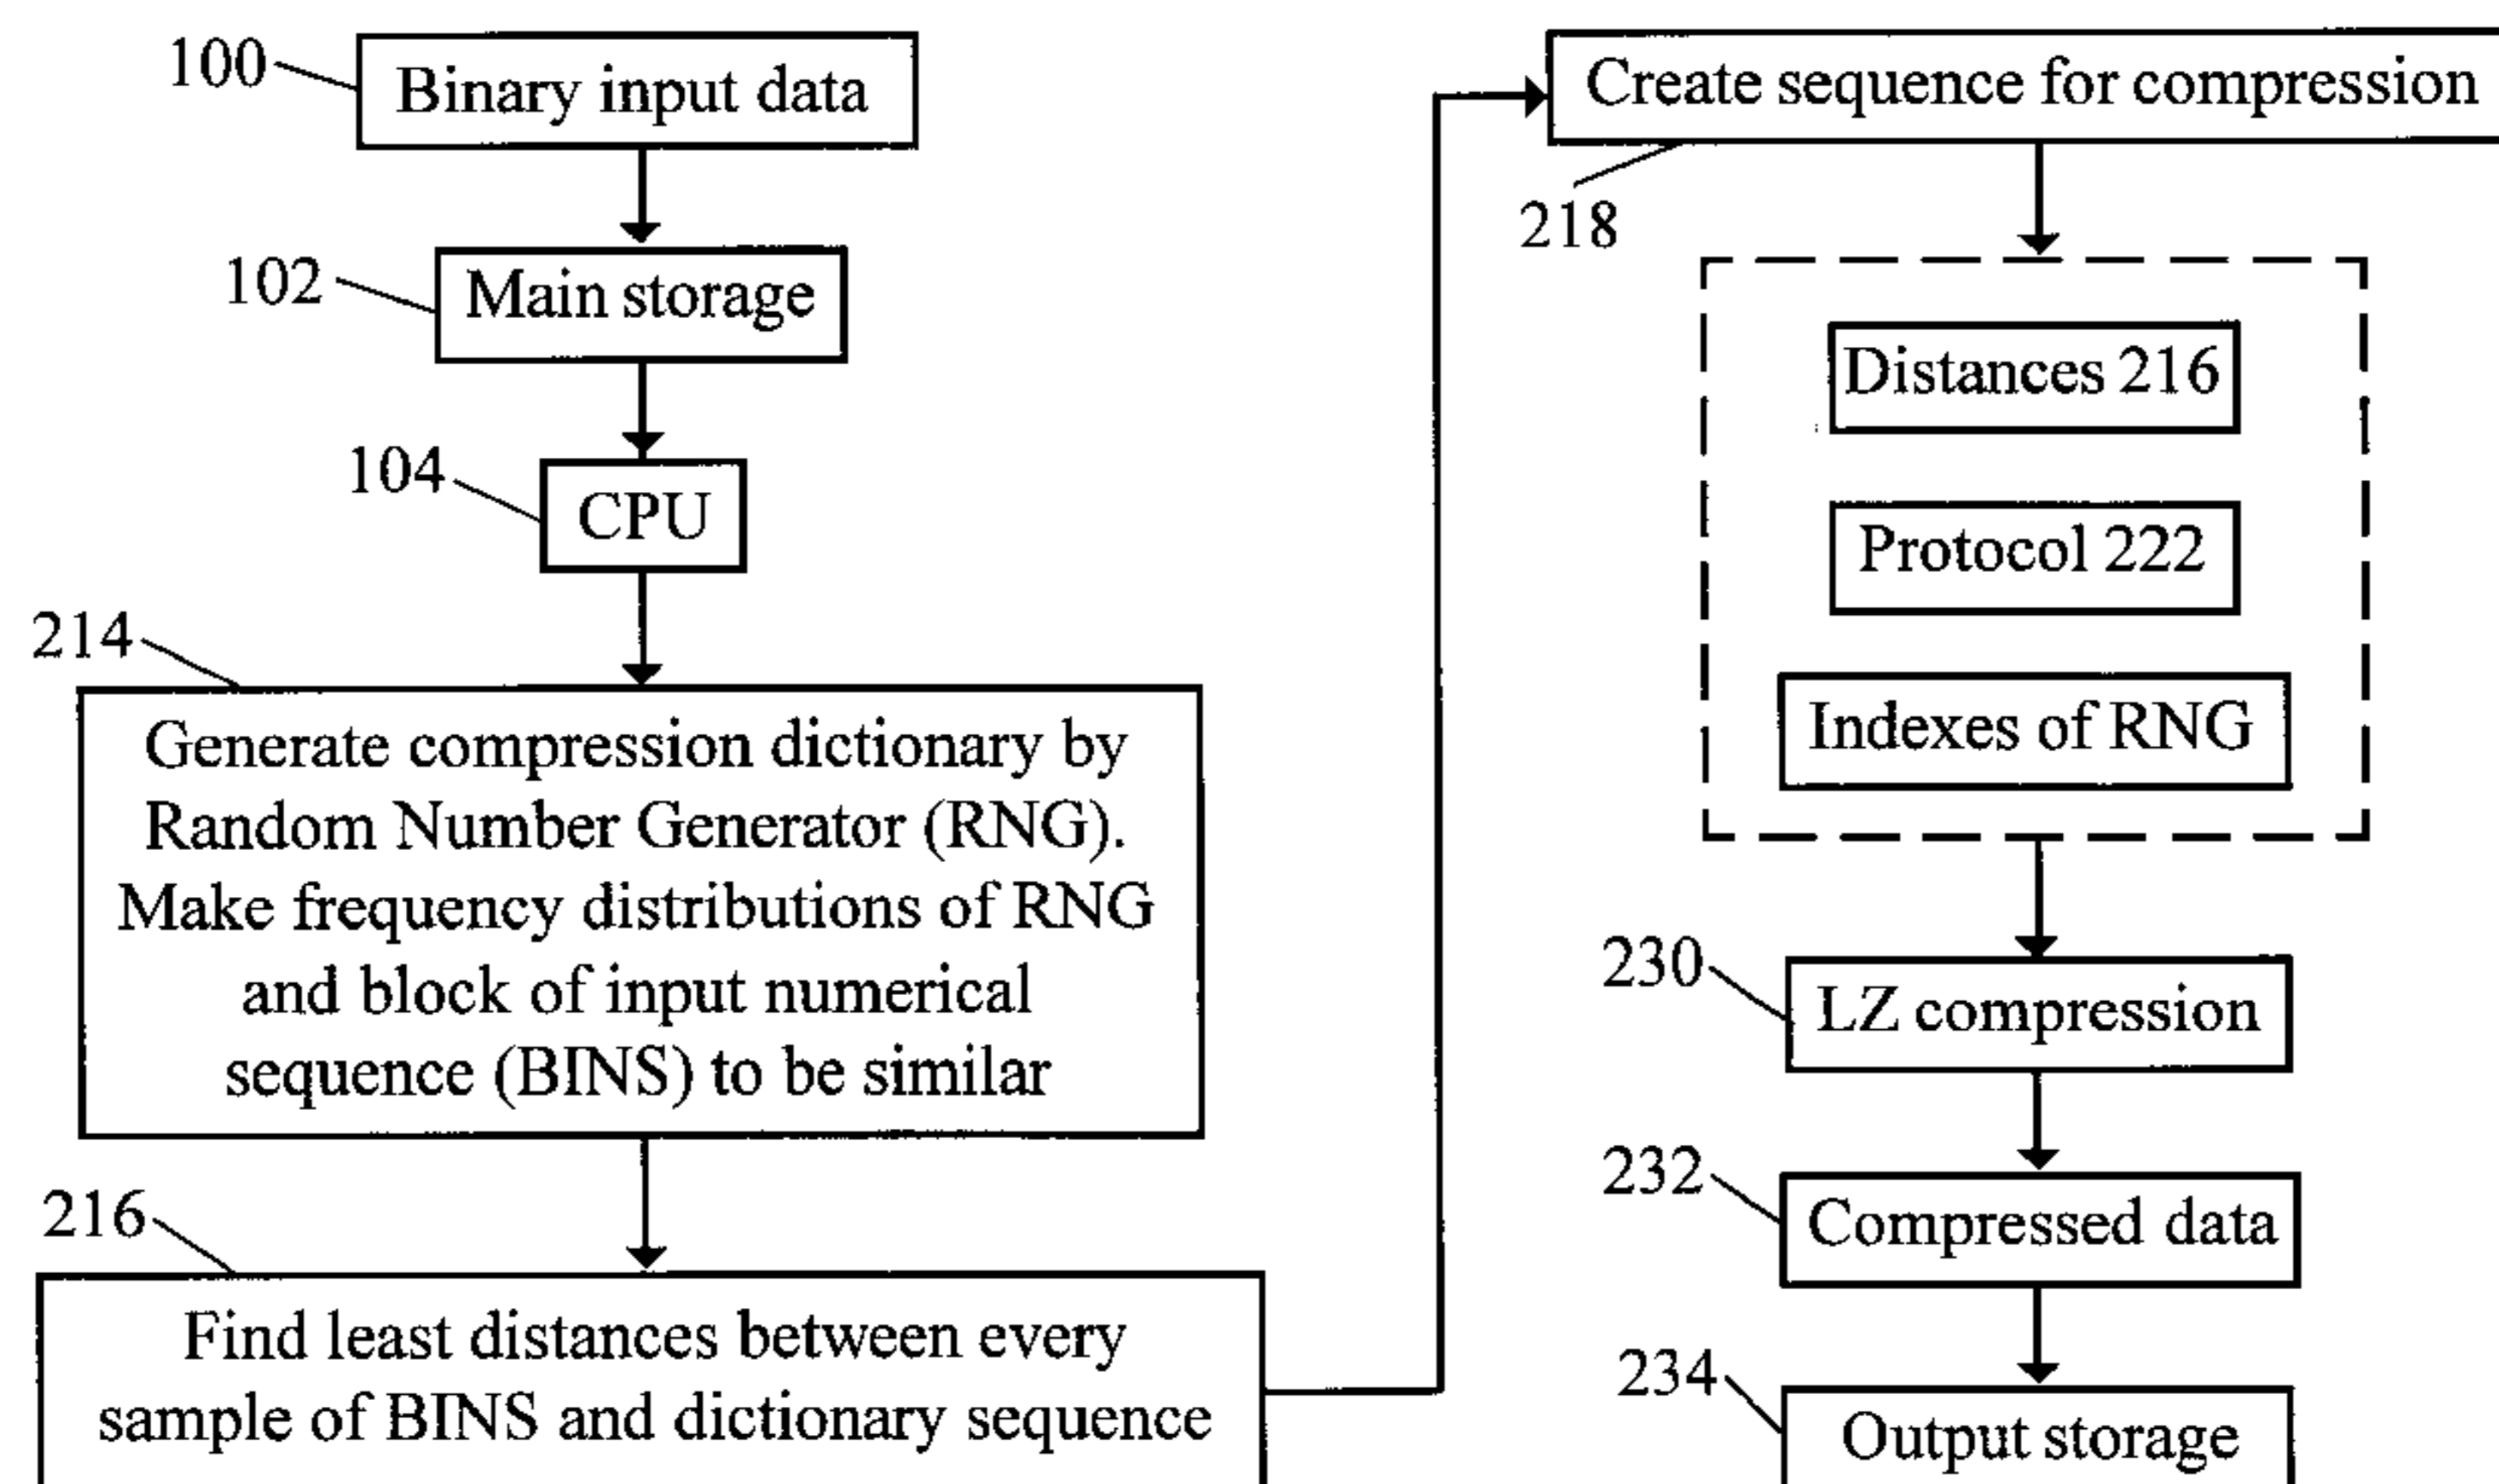 100
Binary input data
102
Main storage
104
CPU
214
Generate compression dictionary by
Random Number Generator (RNG).
Make frequency distributions of RNG
and block of input numerical
sequence (BINS) to be similar
216
Find least distances between every
sample of BINS and dictionary sequence
Create sequence for compression
218
Distances 216
Protocol 222
Indexes of RNG
230
LZ compression
232
Compressed data
234
Output storage